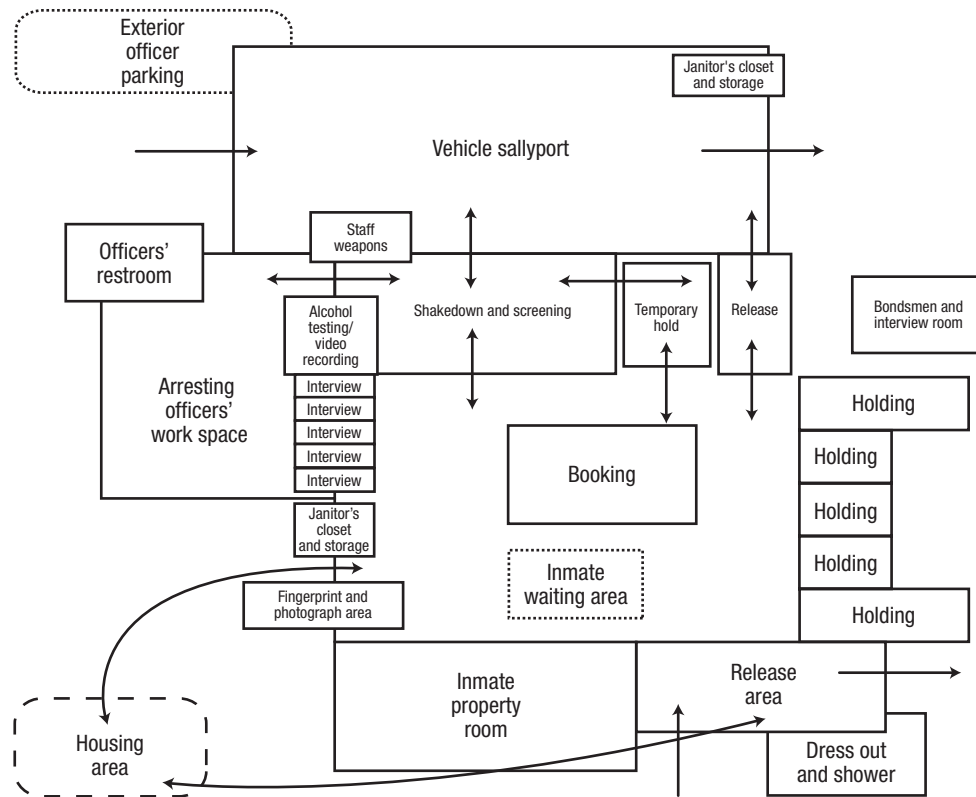 Exterior
officer
parking
Janitor's closet
and storage
Vehicle sallyport
Staff
weapons
Officers’
restroom
Alcohol
testing/
video
recording
Shakedown and screening
Temporary
hold
Release
Bondsmen and
interview room
Arresting
officers’
work space
Interview
Interview
Interview
Interview
Interview
Holding
Holding
Holding
Holding
Holding
Booking
Janitor’s
closet
and storage
Inmate
waiting area
Fingerprint and
photograph area
Inmate
property
room
Release
area
Housing
area
Dress out
and shower